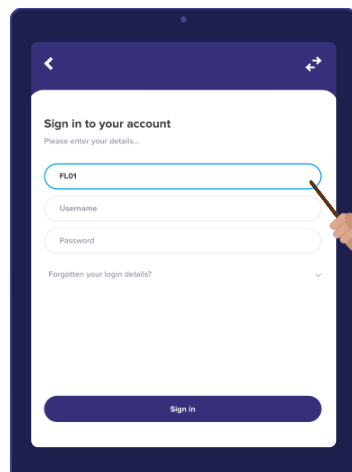 Sign in to your account
Please enter your details...
FL01
Username
Password
Forgotten your login details?
Sign in